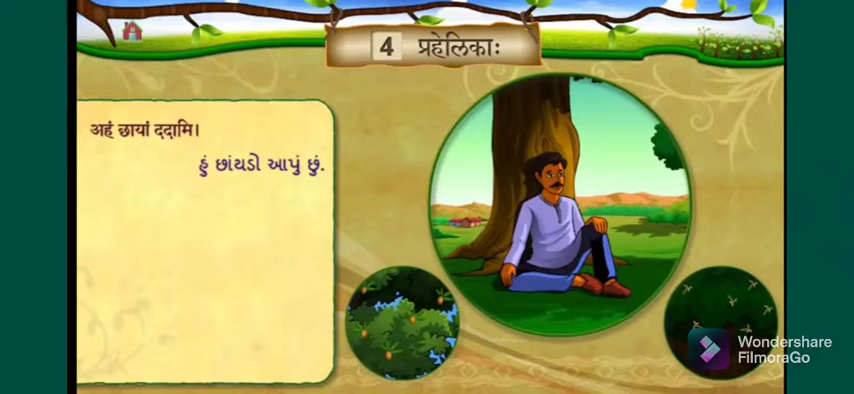 4 प्रहेलिकाः
अहं छायां ददामि।
હું છાંયડો આપું છું.
Wondershare
FilmoraGo